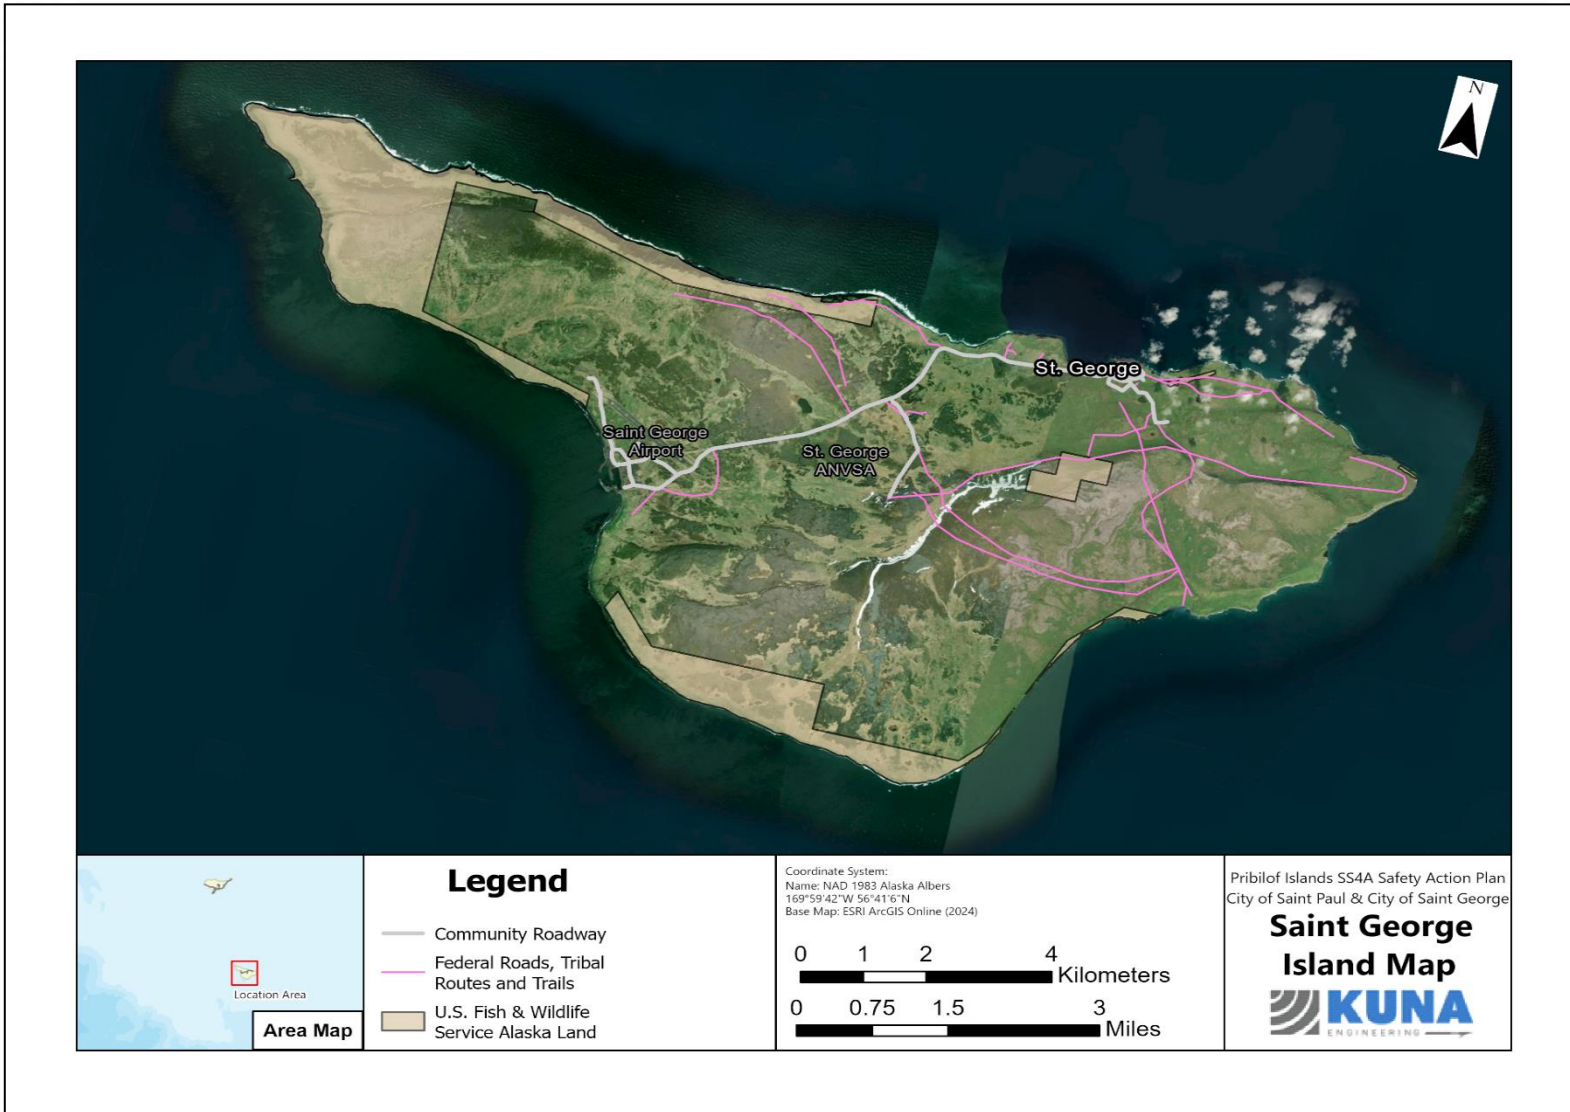 N
St. George
Saint George
Airport
St. George
ANVSA
Location Area
Area Map
Legend
Community Roadway
Federal Roads, Tribal
Routes and Trails
U.S. Fish & Wildlife
Service Alaska Land
Coordinate System:
Name: NAD 1983 Alaska Albers
169°59'42"W 56°41'6"N
Base Map: ESRI ArcGIS Online (2024)
0 1 2 4
Kilometers
0 0.75 1.5 3
Miles
Pribilof Islands SS4A Safety Action Plan
City of Saint Paul & City of Saint George
Saint George
Island Map
KUNA
ENGINEERING